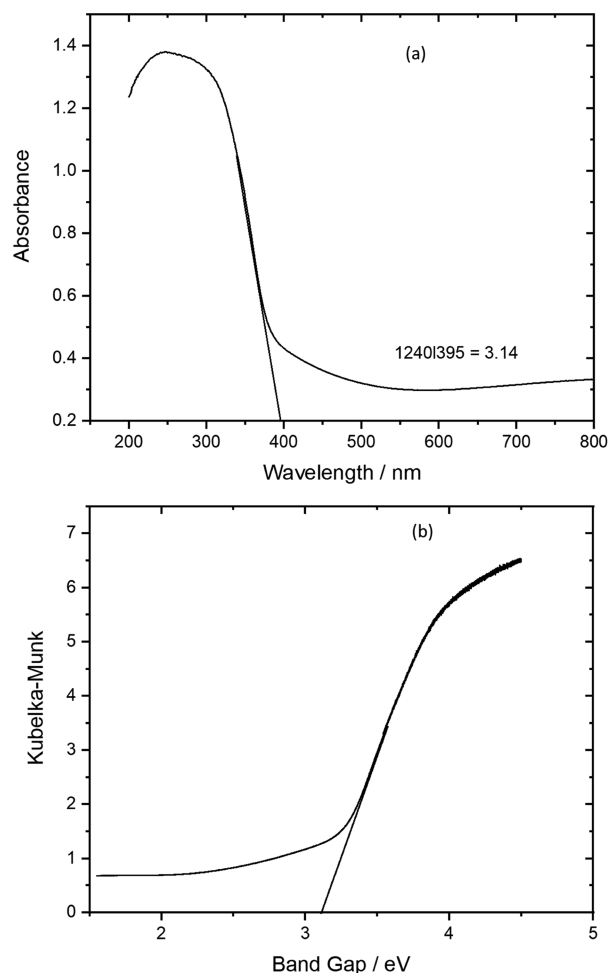 (a)
Absorbance
1.4
1.2
1.0
0.8
0.6
0.4
0.2
1240l395 = 3.14
200 300 400 500 600 700 800
Wavelength / nm
(b)
Kubelka-Munk
7
6
5
4
3
2
1
0
2 3 4 5
Band Gap / eV